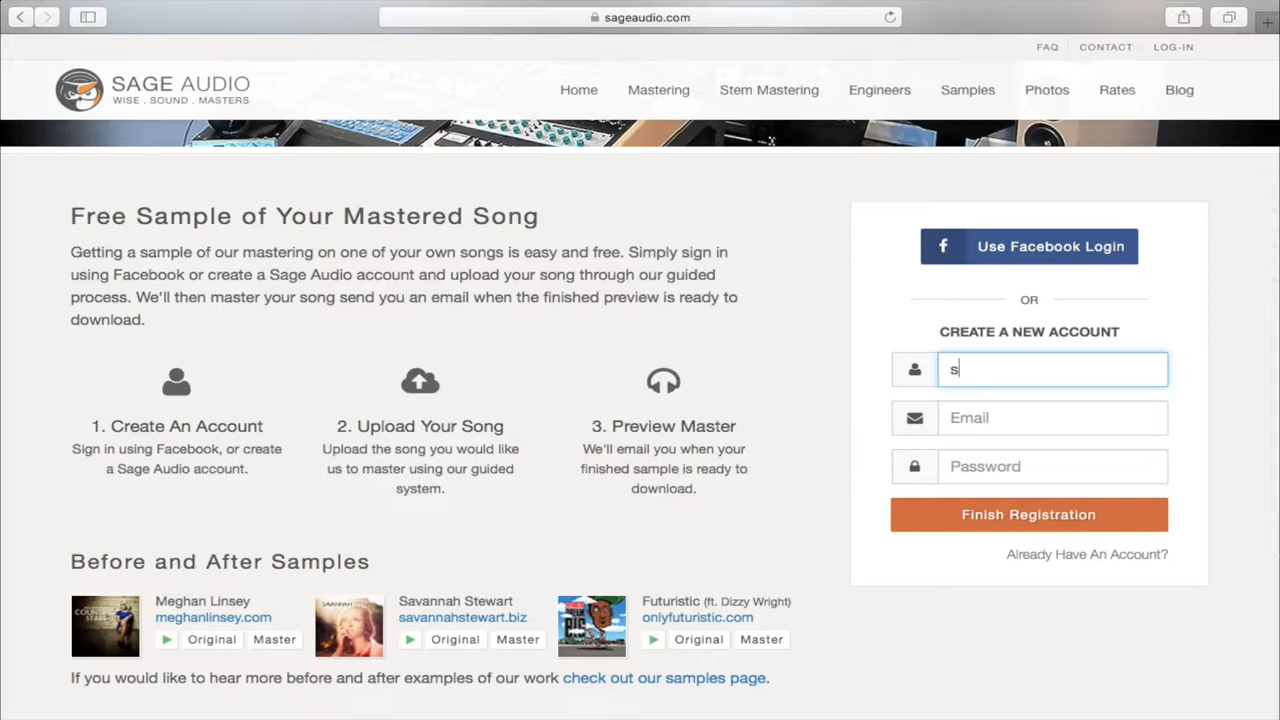 sageaudio.com
FAQ
CONTACT
LOG-IN
SAGE AUDIO
WISE . SOUND . MASTERS
Home
Mastering
Stem Mastering
Engineers
Samples
Photos
Rates
Blog
Free Sample of Your Mastered Song
Getting a sample of our mastering on one of your own songs is easy and free. Simply sign in
using Facebook or create a Sage Audio account and upload your song through our guided
process. We'll then master your song send you an email when the finished preview is ready to
download.
1. Create An Account
Sign in using Facebook, or create
a Sage Audio account.
2. Upload Your Song
Upload the song you would like
us to master using our guided
system.
3. Preview Master
We'll email you when your
finished sample is ready to
download.
f Use Facebook Login
OR
CREATE A NEW ACCOUNT
s
Email
Password
Finish Registration
Already Have An Account?
Before and After Samples
Meghan Linsey
meghanlinsey.com
Original
Master
Savannah Stewart
savannahstewart.biz
Original
Master
Futuristic (ft. Dizzy Wright)
onlyfuturistic.com
Original
Master
If you would like to hear more before and after examples of our work check out our samples page.